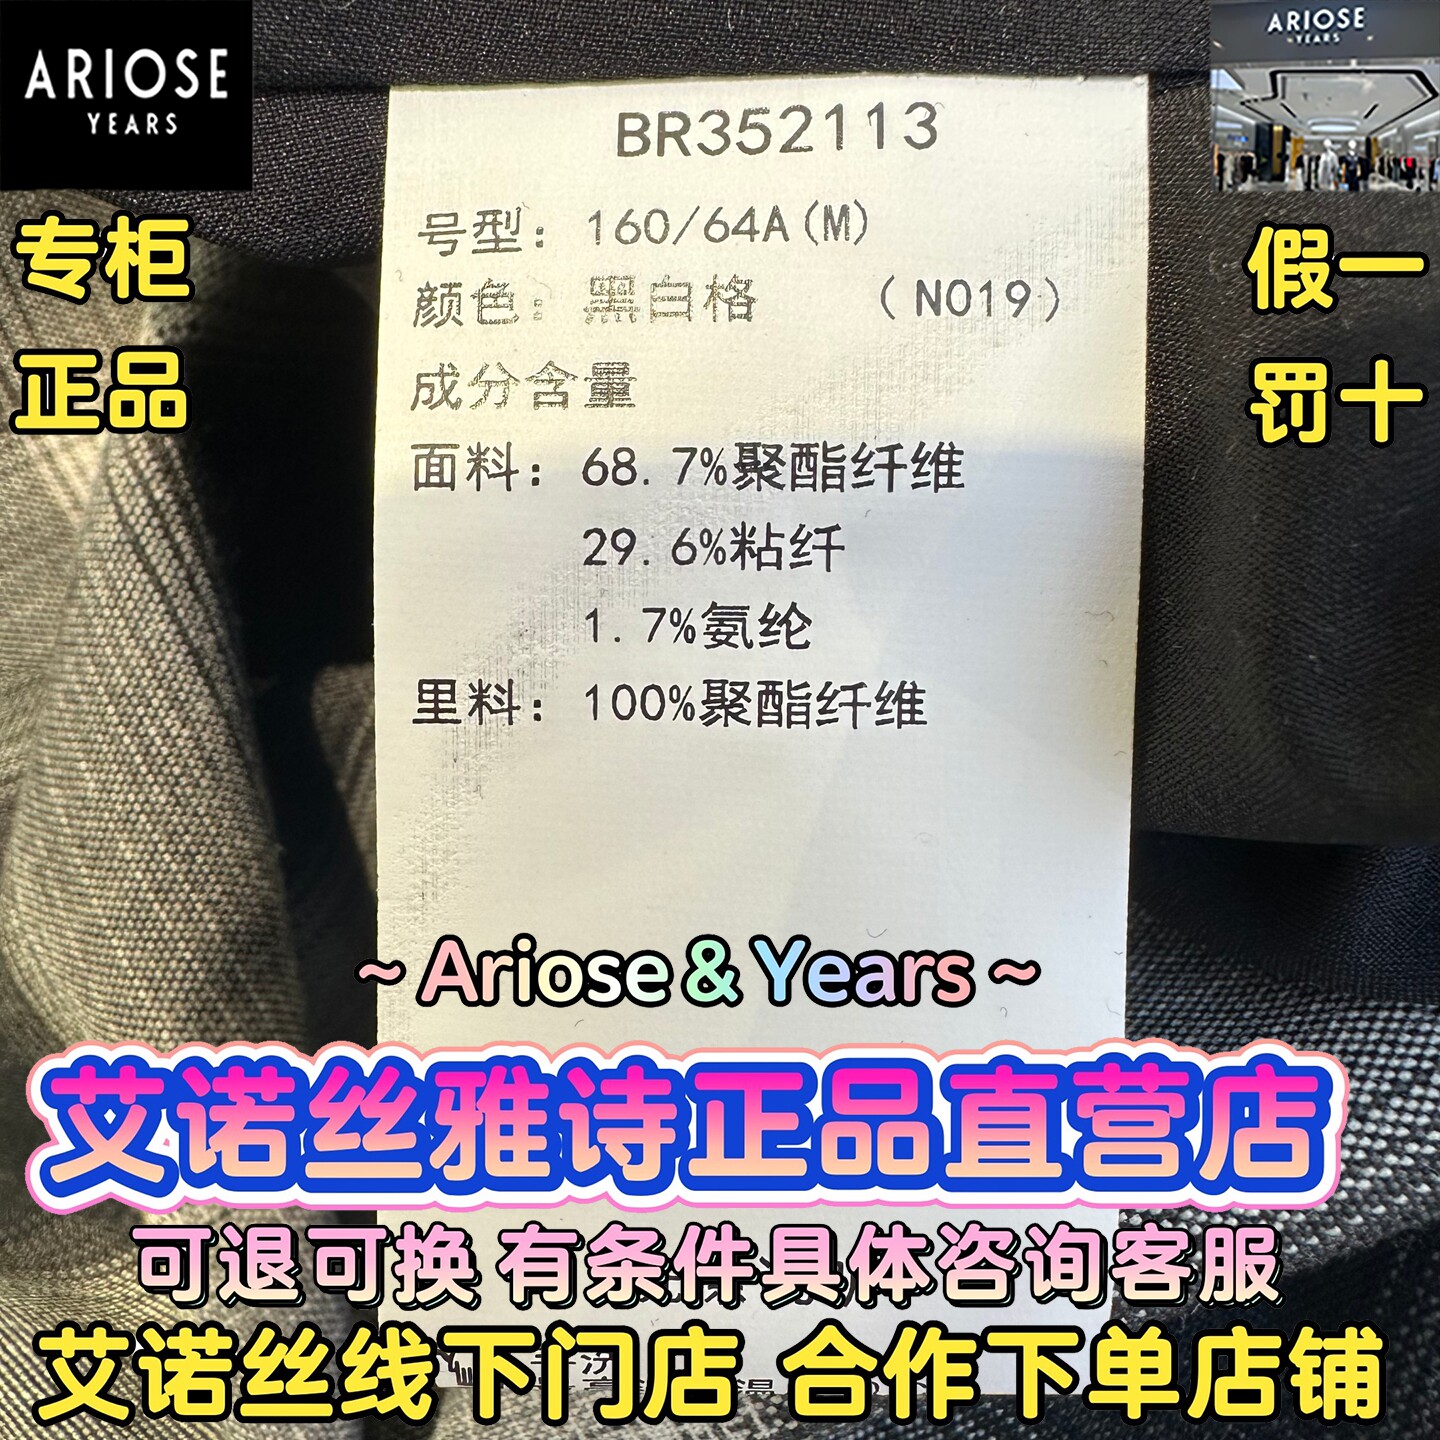 ARIOSE
YEARS
ARIOSE
YEARS
专柜
正品
假一
罚十
BR352113
号型：160/64A(M)
颜色：黑白格 (N019)
成分含量
面料：68.7%聚酯纤维
29.6%粘纤
1.7%氨纶
里料：100%聚酯纤维
~ Ariose & Years ~
艾诺丝雅诗正品直营店
可退可换 有条件具体咨询客服
艾诺丝线下门店 合作下单店铺